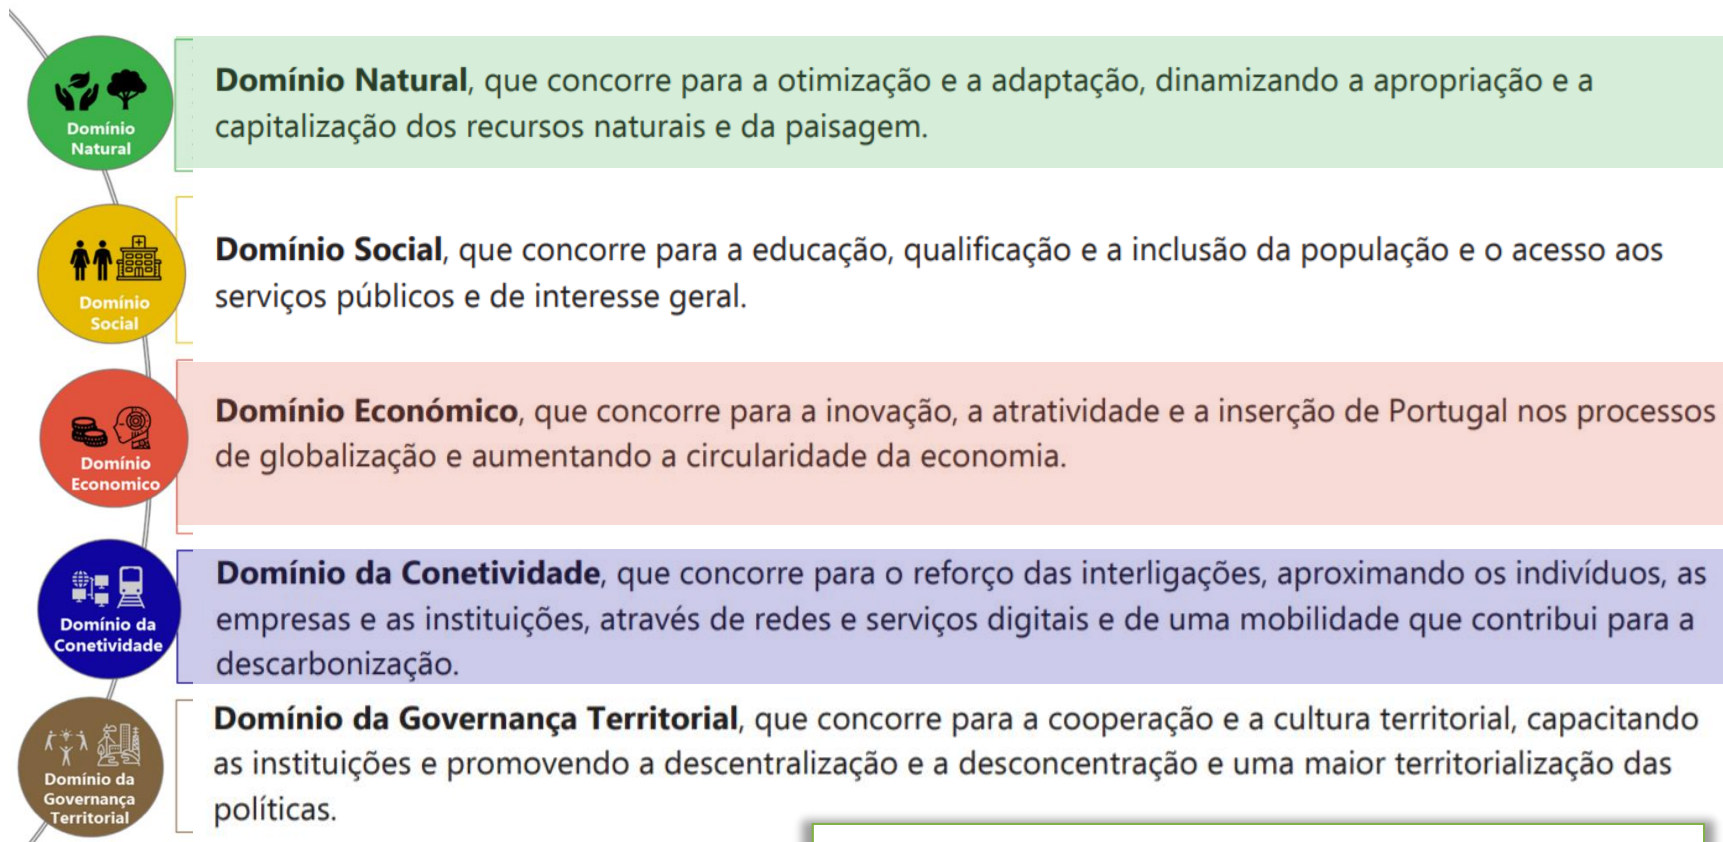 Domínio
Natural
Domínio Natural, que concorre para a otimização e a adaptação, dinamizando a apropriação e a
capitalização dos recursos naturais e da paisagem.
Domínio
Social
Domínio Social, que concorre para a educação, qualificação e a inclusão da população e o acesso aos
serviços públicos e de interesse geral.
Domínio
Economico
Domínio Económico, que concorre para a inovação, a atratividade e a inserção de Portugal nos processos
de globalização e aumentando a circularidade da economia.
Domínio da
Conetividade
Domínio da Conetividade, que concorre para o reforço das interligações, aproximando os indivíduos, as
empresas e as instituições, através de redes e serviços digitais e de uma mobilidade que contribui para a
descarbonização.
Domínio da
Governança
Territorial
Domínio da Governança Territorial, que concorre para a cooperação e a cultura territorial, capacitando
as instituições e promovendo a descentralização e a desconcentração e uma maior territorialização das
políticas.